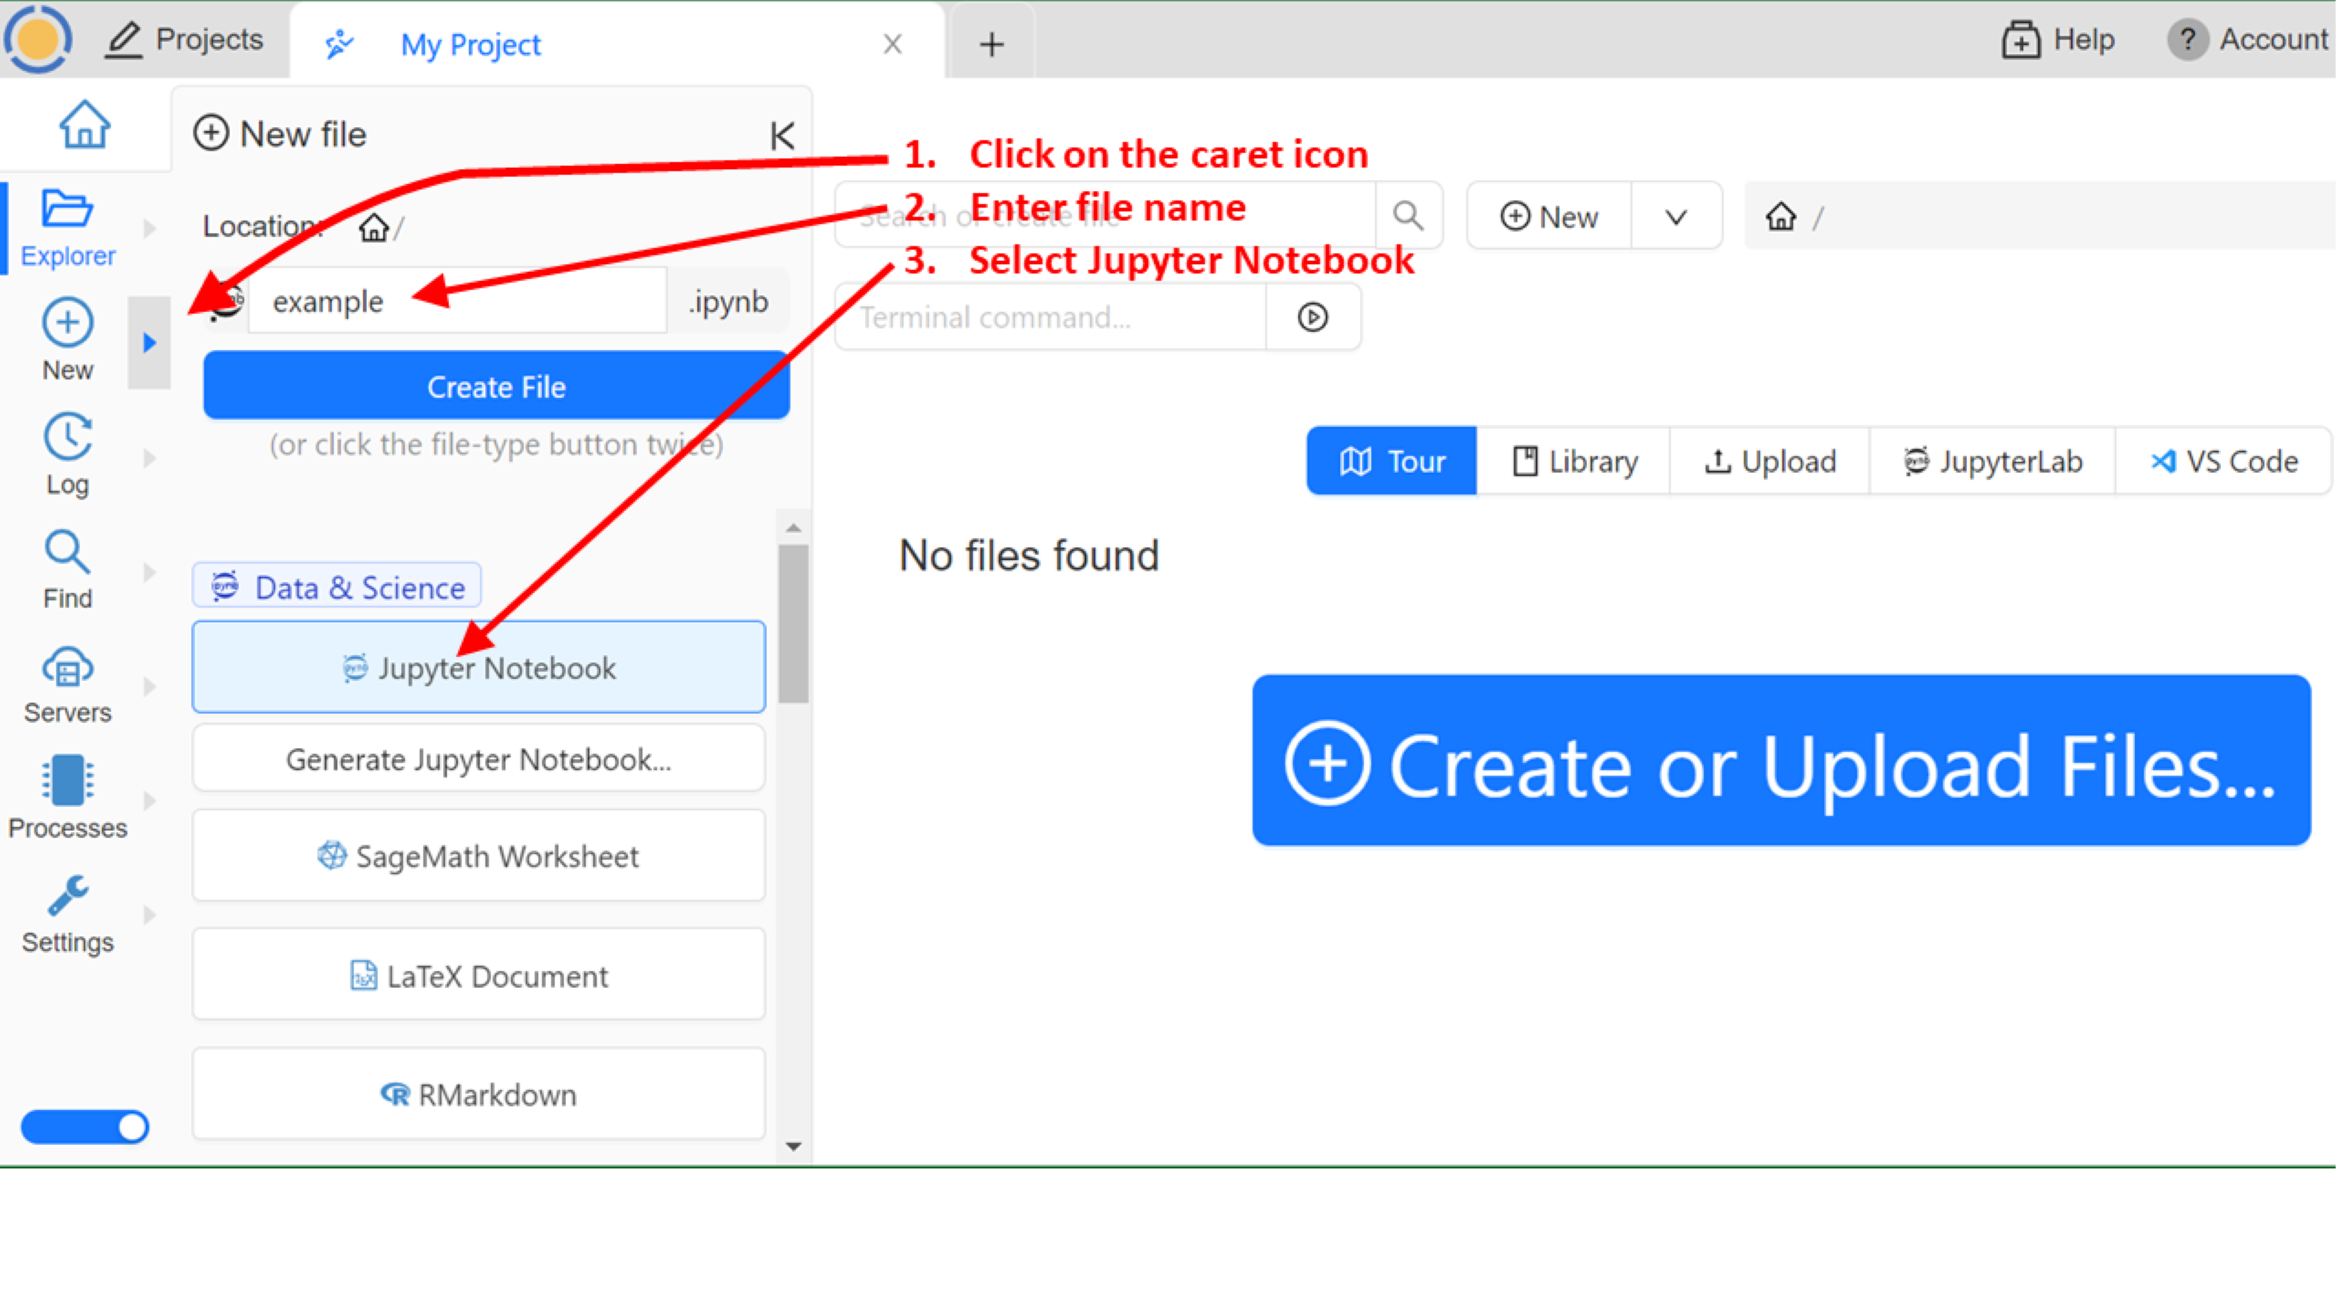 Projects
My Project
Help
? Account
New file
1. Click on the caret icon
Explorer
Location: /
Search or create file
2. Enter file name
New
/
3. Select Jupyter Notebook
New
example
.ipynb
Terminal command...
Create File
(or click the file-type button twice)
Log
Tour
Library
Upload
JupyterLab
VS Code
No files found
Find
Data & Science
Jupyter Notebook
Servers
Generate Jupyter Notebook...
Create or Upload Files...
Processes
SageMath Worksheet
Settings
LaTeX Document
RMarkdown